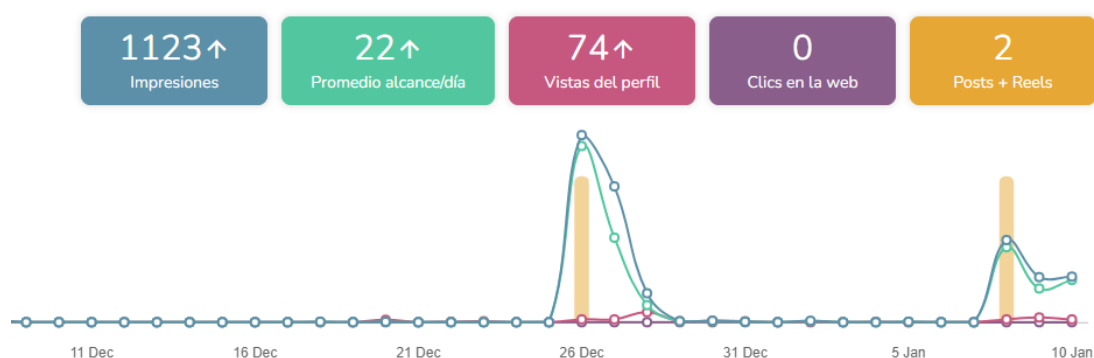 1123↑
Impresiones
22↑
Promedio alcance/día
74↑
Vistas del perfil
0
Clics en la web
2
Posts + Reels
11 Dec
16 Dec
21 Dec
26 Dec
31 Dec
5 Jan
10 Jan